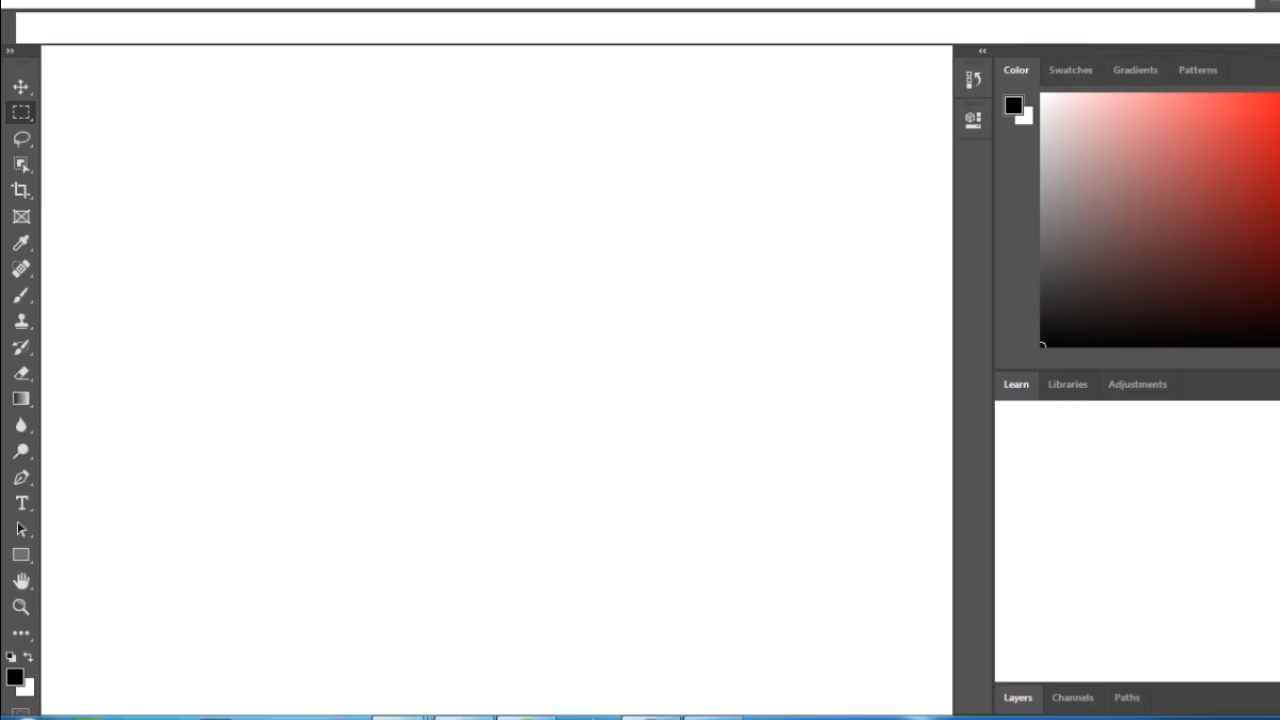 Color Swatches Gradients Patterns
Learn Libraries Adjustments
Layers Channels Paths